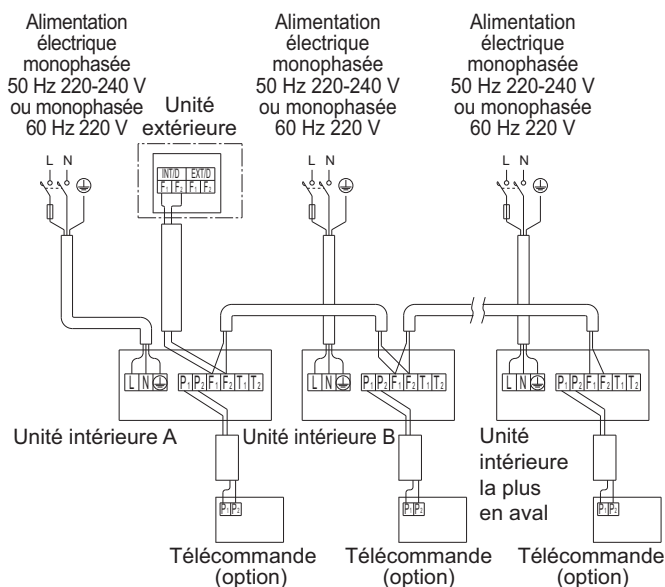 Alimentation
électrique
monophasée
50 Hz 220-240 V
ou monophasée
60 Hz 220 V
Unité
extérieure
Alimentation
électrique
monophasée
50 Hz 220-240 V
ou monophasée
60 Hz 220 V
Alimentation
électrique
monophasée
50 Hz 220-240 V
ou monophasée
60 Hz 220 V
L N
INT/D EXT/D
F1 F2 F1 F2
L N
L N
L N
P1 P2 F1 F2 T1 T2
L N
P1 P2 F1 F2 T1 T2
L N
P1 P2 F1 F2 T1 T2
Unité intérieure A
Unité intérieure B
Unité
intérieure
la plus
en aval
P1 P2
P1 P2
P1 P2
Télécommande
(option)
Télécommande
(option)
Télécommande
(option)